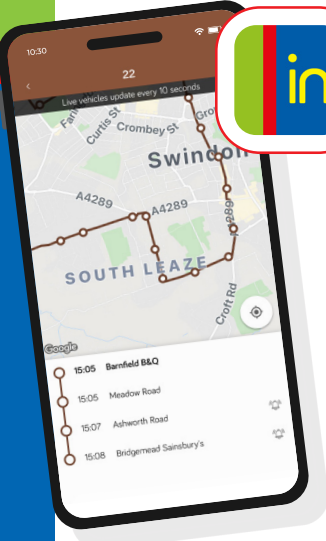 10:30
22
Live vehicles update every 10 seconds
in
Curtis St
Crombey St
Swindon
A4289
A4289
SOUTH LEAZE
Croft Rd
Google
15:05 Barnfield B&Q
15:05 Meadow Road
15:07 Ashworth Road
15:08 Bridgemead Sainsbury's